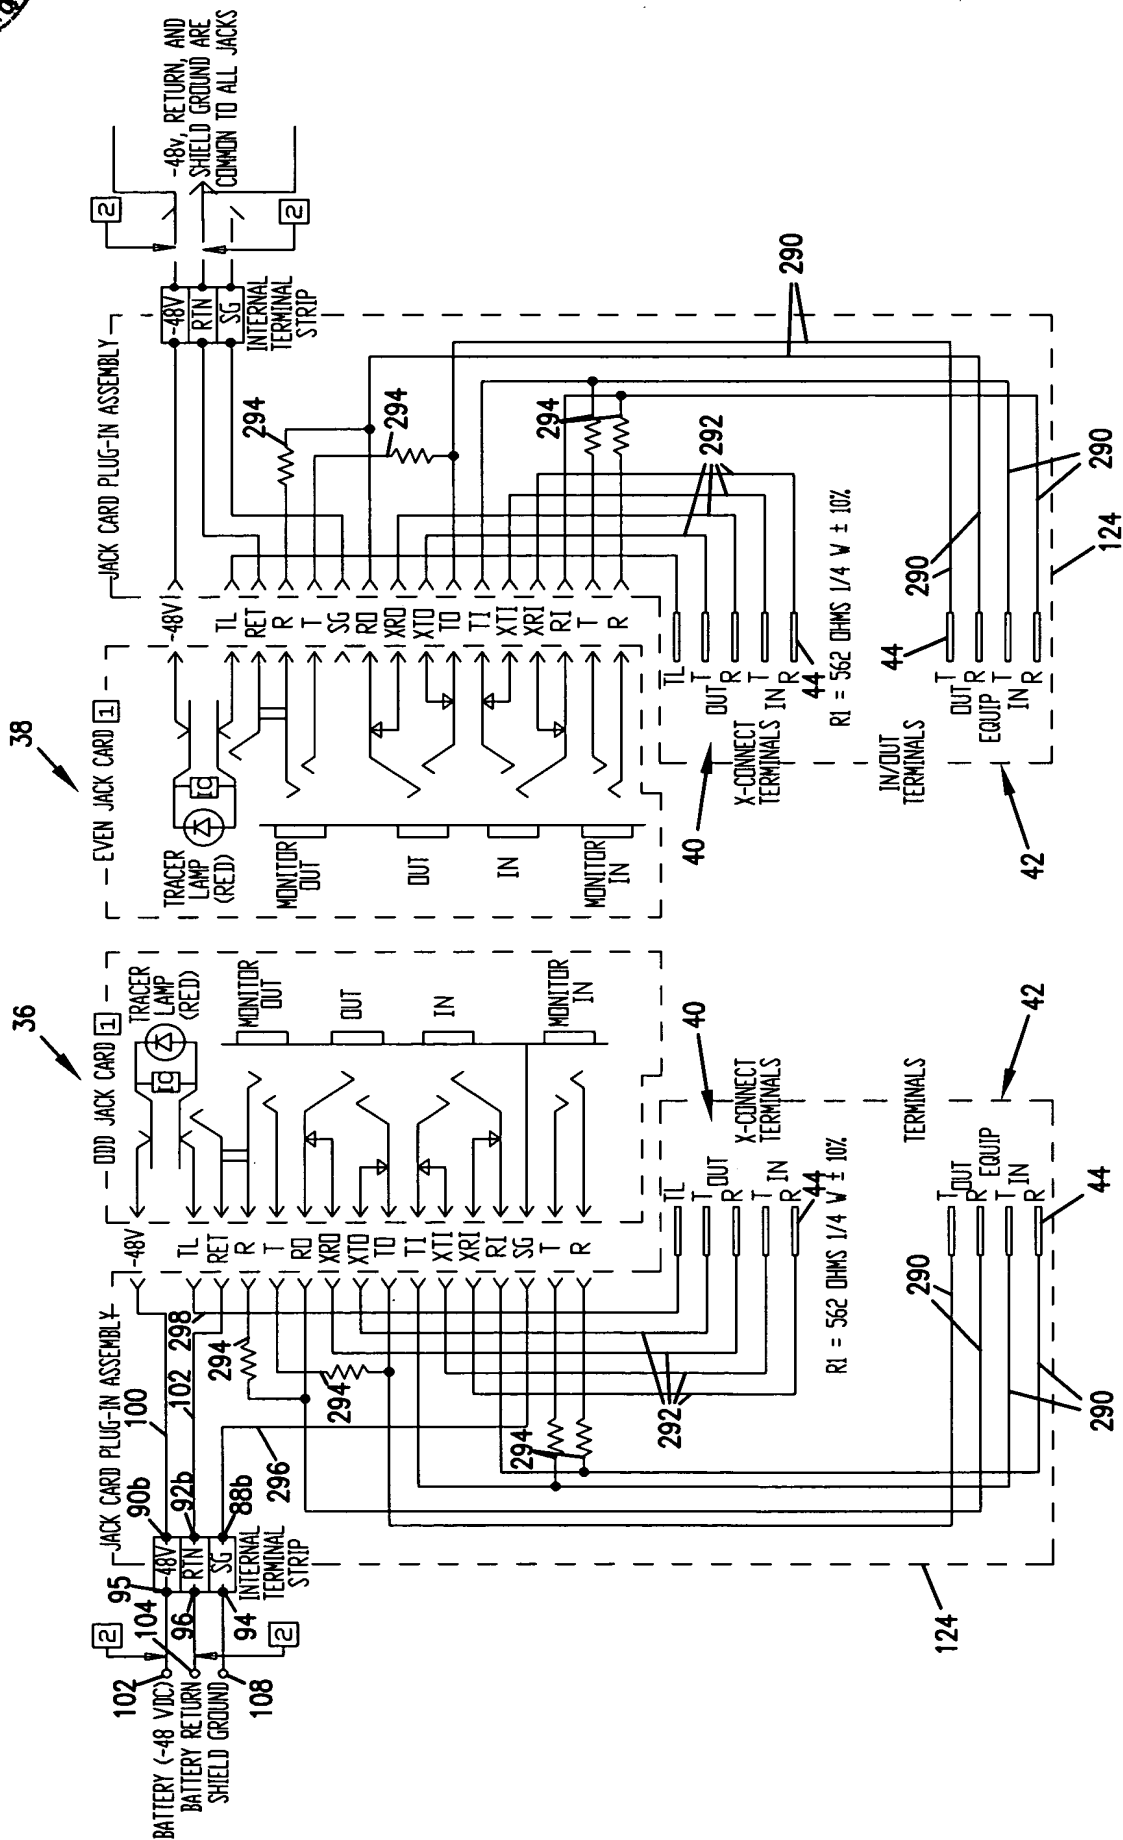 36
38
ODD JACK CARD 1
EVEN JACK CARD 1
JACK CARD PLUG-IN ASSEMBLY
JACK CARD PLUG-IN ASSEMBLY
TRACER
LAMP
(RED)
IC
MONITOR
OUT
OUT
IN
MONITOR
IN
-48V
TL
RET
R
T
RO
XRO
XTO
TO
TI
XTI
XRI
RI
SG
T
R
2
102
104
95
96
94
108
2
BATTERY (-48 VDC)
BATTERY RETURN
SHIELD GROUND
-48V
RTN
SG
INTERNAL
TERMINAL
STRIP
90b
92b
88b
100
102
298
294
294
294
296
292
290
290
TL
T
OUT
R
T
IN
R
44
40
X-CONNECT
TERMINALS
R1 = 562 OHMS 1/4 W ± 10%
TERMINALS
T
OUT
R
EQUIP
T
IN
R
44
42
124
TRACER
LAMP
(RED)
IC
MONITOR
OUT
OUT
IN
MONITOR
IN
-48V
TL
RET
R
T
SG
RO
XRO
XTO
TO
TI
XTI
XRI
RI
T
R
294
294
294
292
290
290
290
-48V
RTN
SG
INTERNAL
TERMINAL
STRIP
2
2
-48v, RETURN, AND
SHIELD GROUND ARE
COMMON TO ALL JACKS
TL
T
OUT
R
T
IN
R
44
40
X-CONNECT
TERMINALS
R1 = 562 OHMS 1/4 W ± 10%
IN/OUT
TERMINALS
44
T
OUT
R
EQUIP
T
IN
R
42
124